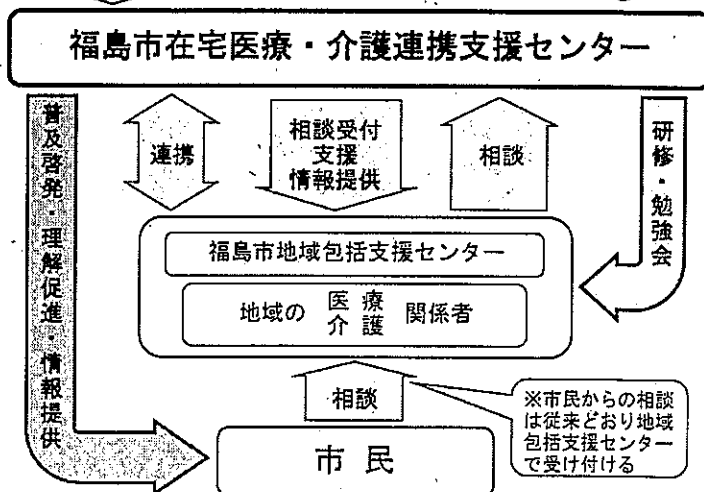 福島市在宅医療・介護連携支援センター
普及啓発・理解促進・情報提供
連携
相談受付
支援
情報提供
相談
研修・勉強会
福島市地域包括支援センター
地域の 医療 関係者
介護
相談
※市民からの相談
は従来どおり地域
包括支援センター
で受け付ける
市民